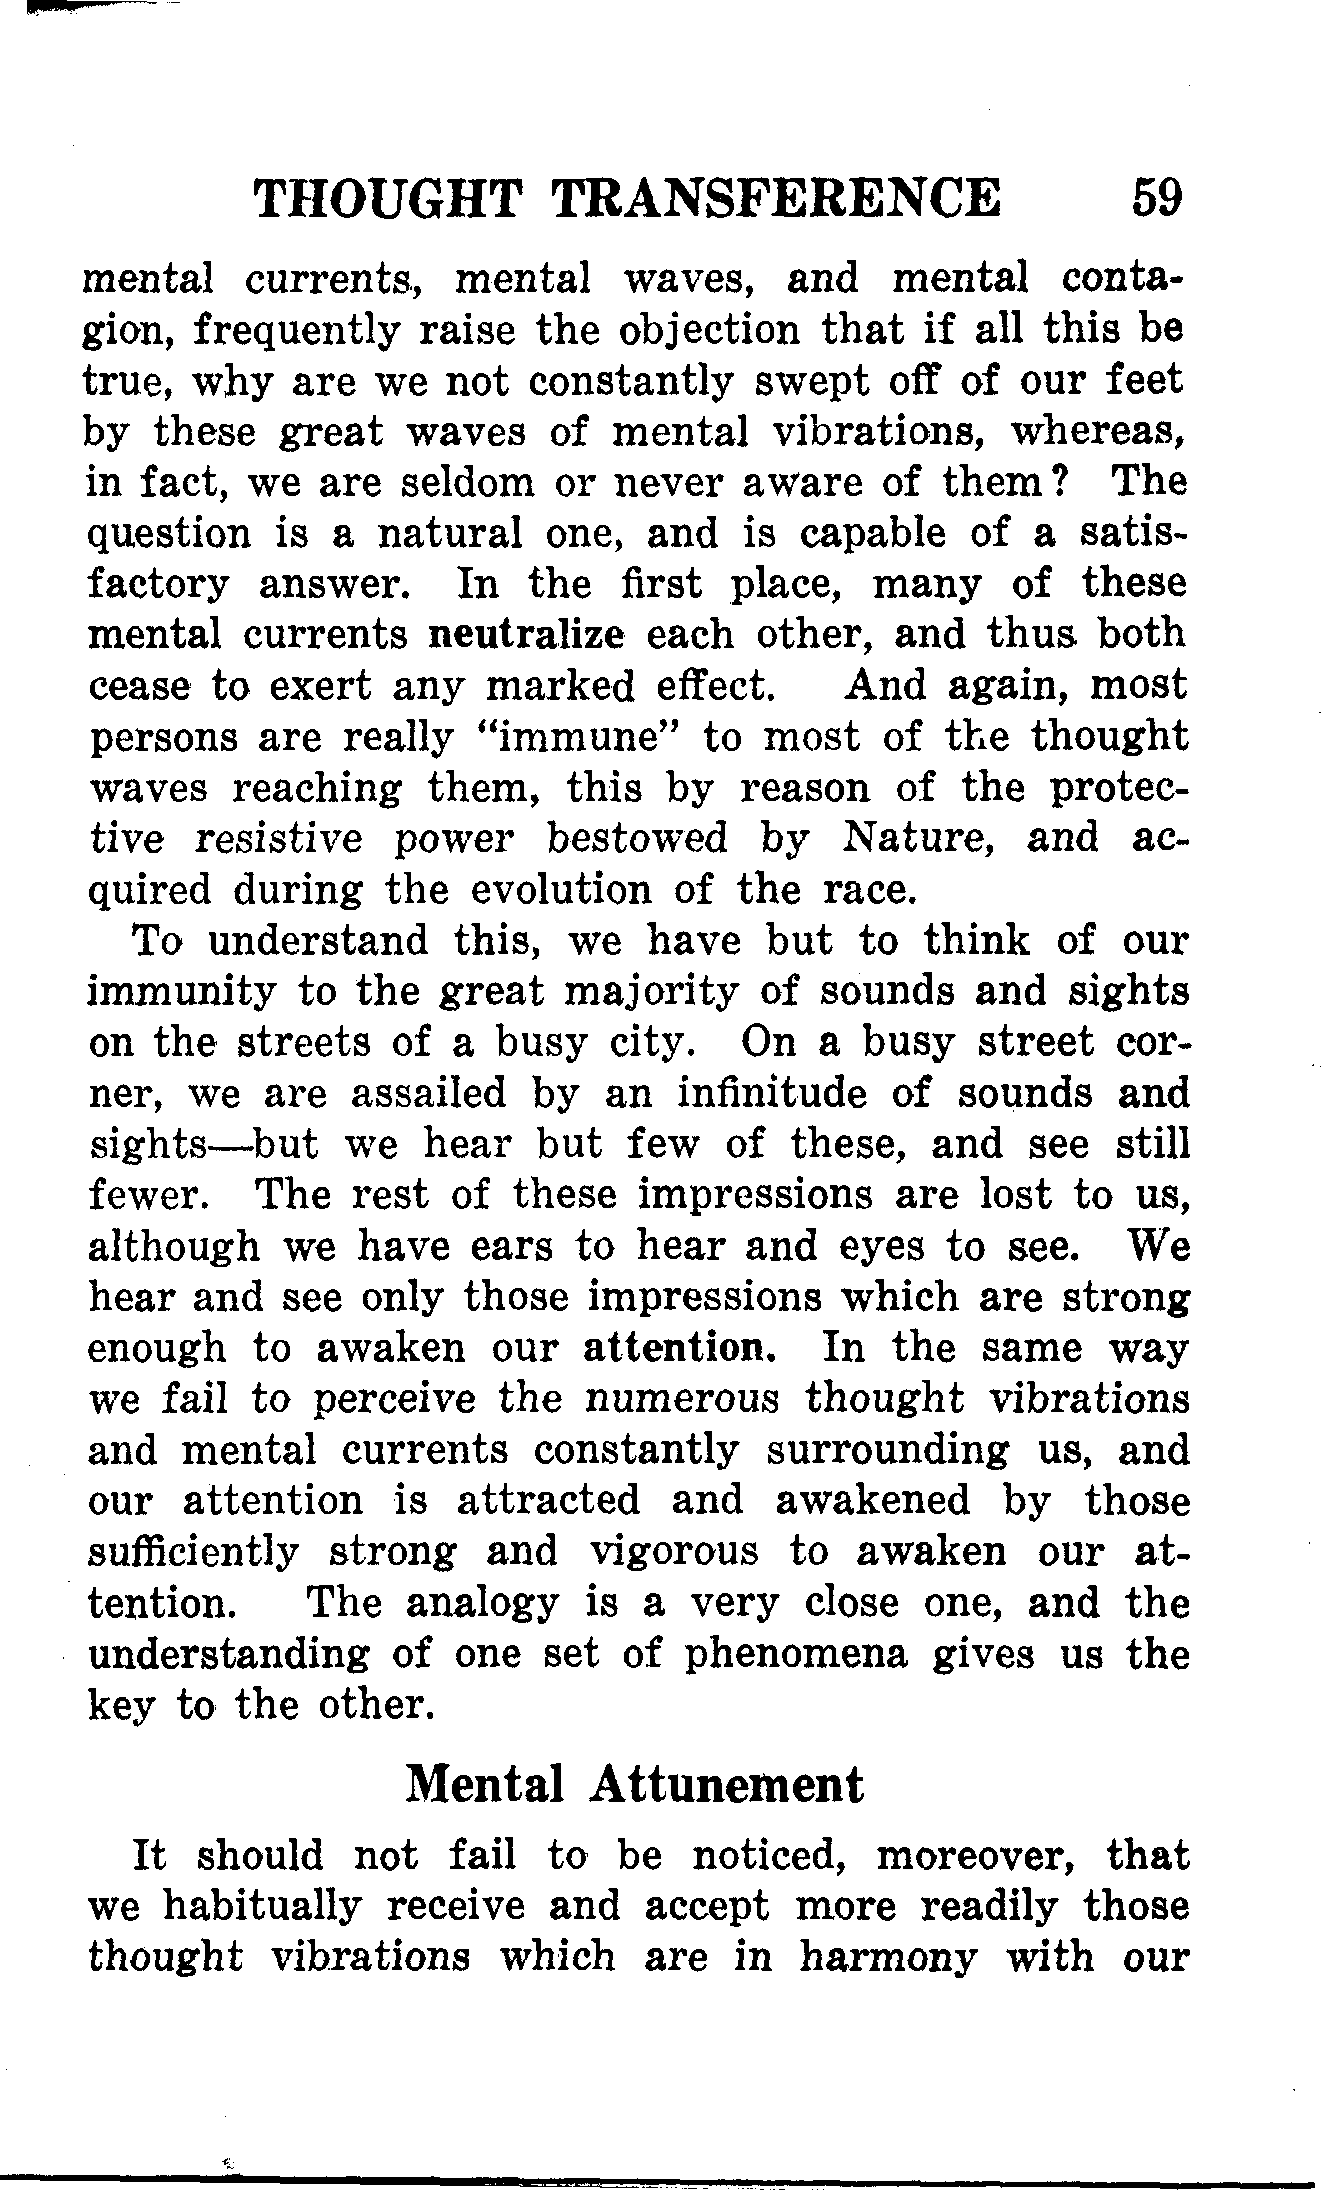 THOUGHT TRANSFERENCE 59
mental currents, mental waves, and mental conta-
gion, frequently raise the objection that if all this be
true, why are we not constantly swept off of our feet
by these great waves of mental vibrations, whereas,
in fact, we are seldom or never aware of them? The
question is a natural one, and is capable of a satis-
factory answer. In the first place, many of these
mental currents neutralize each other, and thus both
cease to exert any marked effect. And again, most
persons are really “immune” to most of the thought
waves reaching them, this by reason of the protec-
tive resistive power bestowed by Nature, and ac-
quired during the evolution of the race.
To understand this, we have but to think of our
immunity to the great majority of sounds and sights
on the streets of a busy city. On a busy street cor-
ner, we are assailed by an infinitude of sounds and
sights—but we hear but few of these, and see still
fewer. The rest of these impressions are lost to us,
although we have ears to hear and eyes to see. We
hear and see only those impressions which are strong
enough to awaken our attention. In the same way
we fail to perceive the numerous thought vibrations
and mental currents constantly surrounding us, and
our attention is attracted and awakened by those
sufficiently strong and vigorous to awaken our at-
tention. The analogy is a very close one, and the
understanding of one set of phenomena gives us the
key to the other.
Mental Attunement
It should not fail to be noticed, moreover, that
we habitually receive and accept more readily those
thought vibrations which are in harmony with our